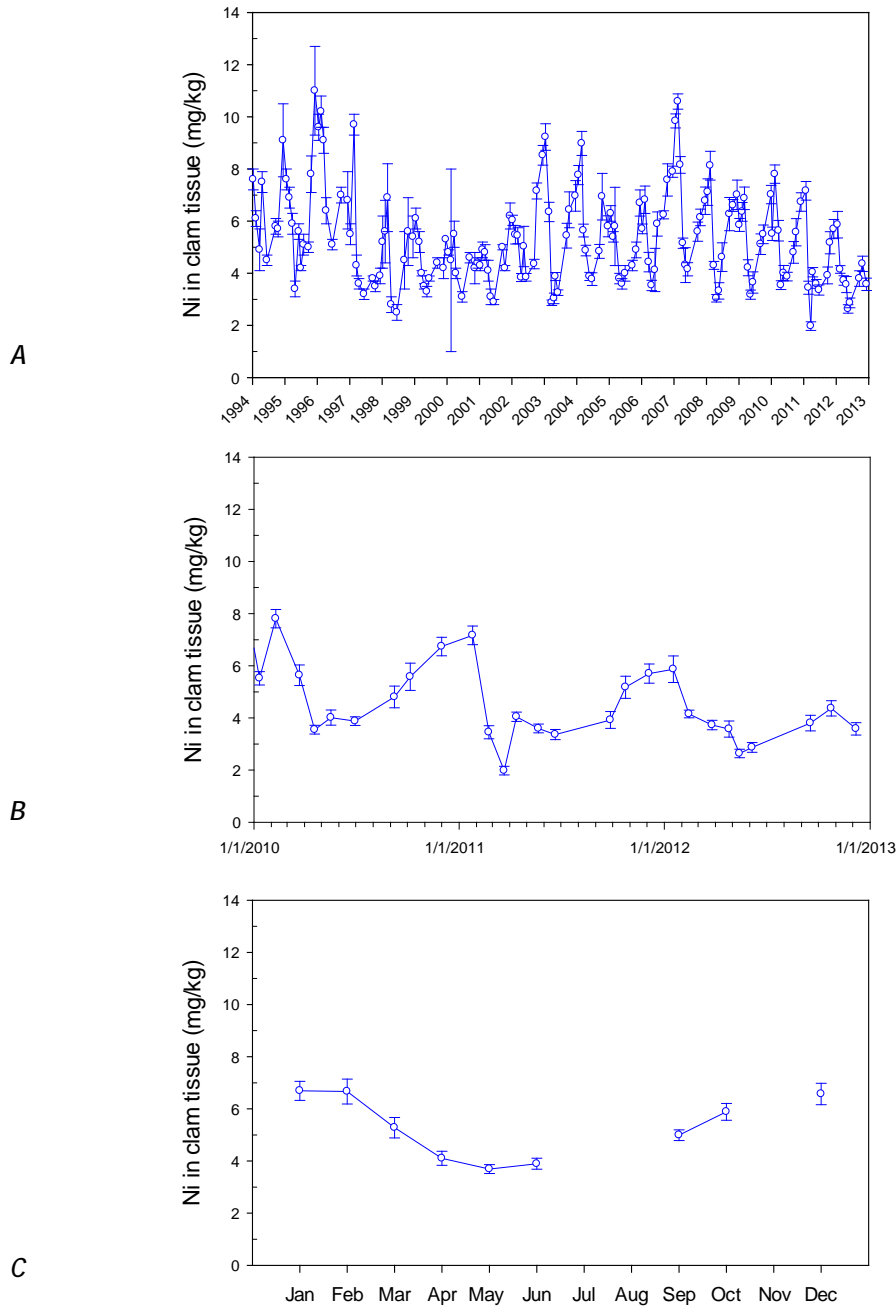 14
12
10
8
6
4
2
0
Ni in clam tissue (mg/kg)
1994 1995 1996 1997 1998 1999 2000 2001 2002 2003 2004 2005 2006 2007 2008 2009 2010 2011 2012 2013
A
14
12
10
8
6
4
2
0
Ni in clam tissue (mg/kg)
1/1/2010 1/1/2011 1/1/2012 1/1/2013
B
14
12
10
8
6
4
2
0
Ni in clam tissue (mg/kg)
Jan Feb Mar Apr May Jun Jul Aug Sep Oct Nov Dec
C